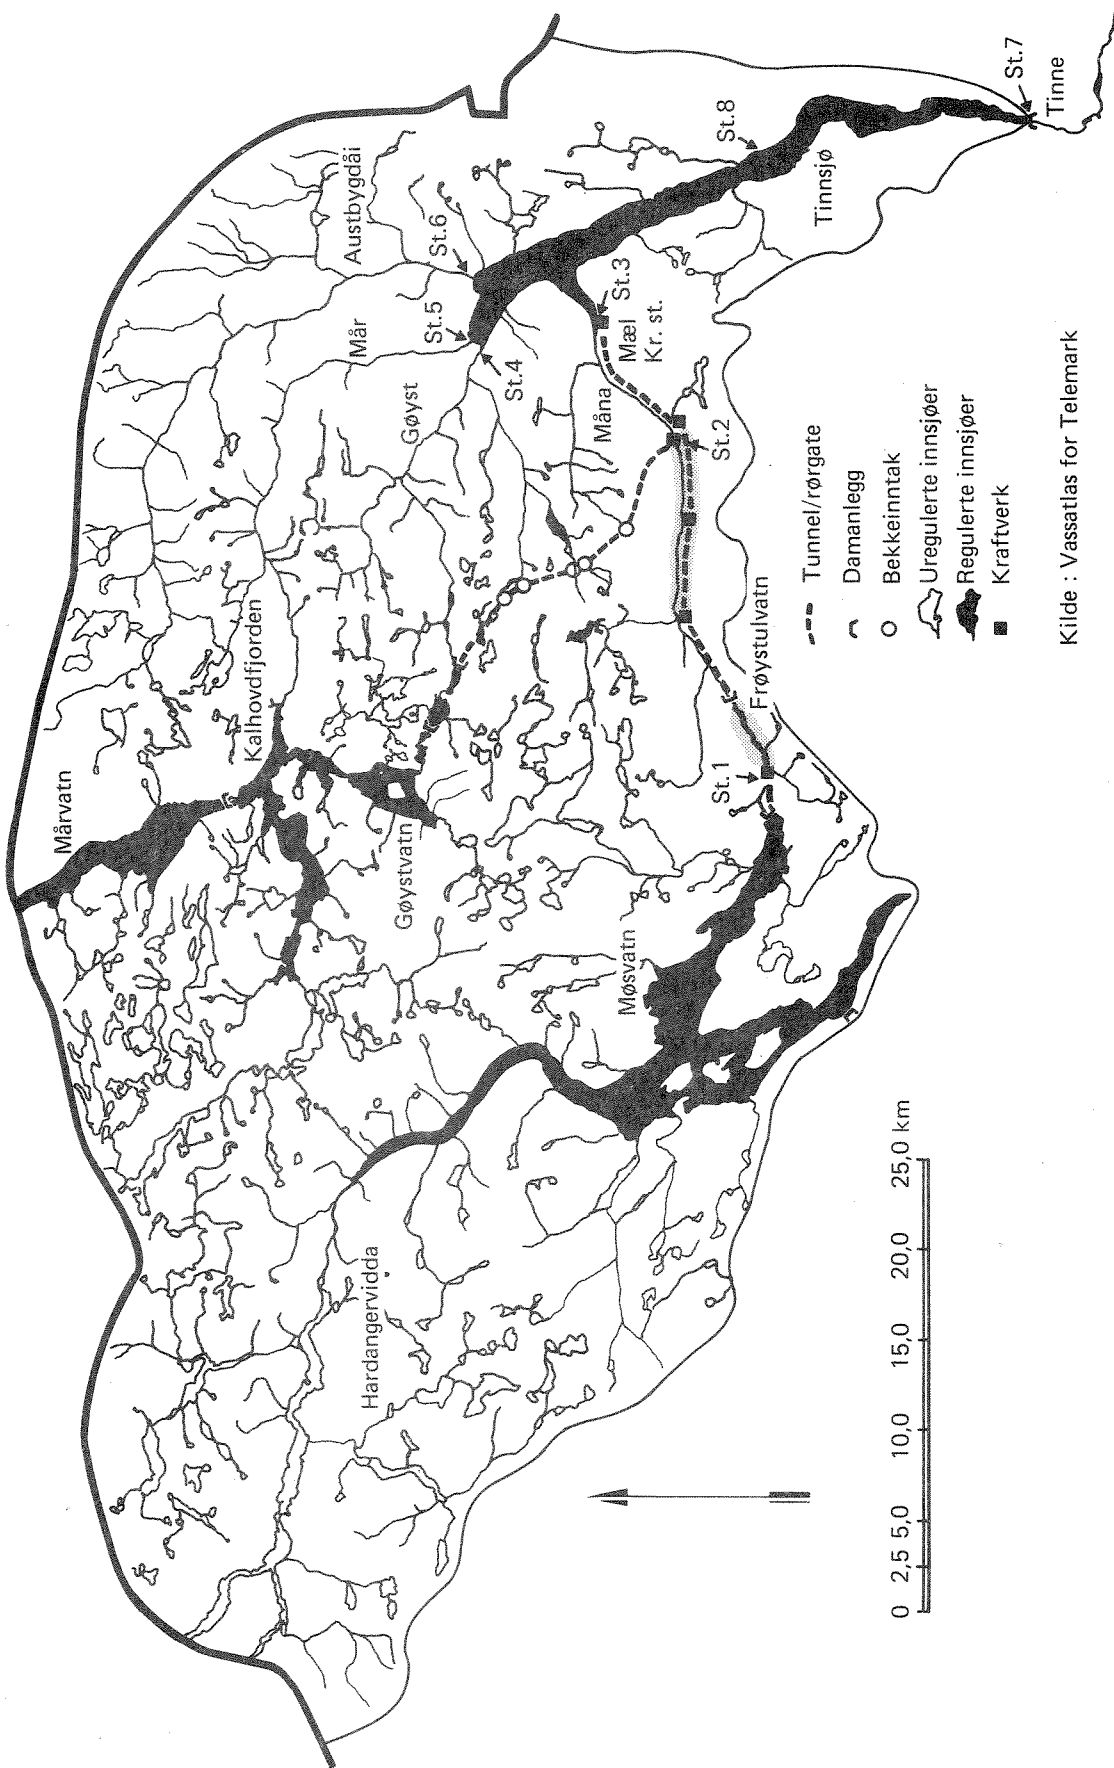 Mårvatn
Kalhovdfjorden
Gøystvatn
Møsvatn
Hardangervidda
Austbygdåi
Mår
Gøyst
Måna
St.6
St.5
St.4
St.3
Mæl
Kr. st.
St.2
St.1
Frøystulvatn
St.8
Tinnsjø
St.7
Tinne
Tunnel/rørgate
Damanlegg
Bekkeinntak
Uregulerte innsjøer
Regulerte innsjøer
Kraftverk
Kilde : Vassatlas for Telemark
0 2,5 5,0 10,0 15,0 20,0 25,0 km